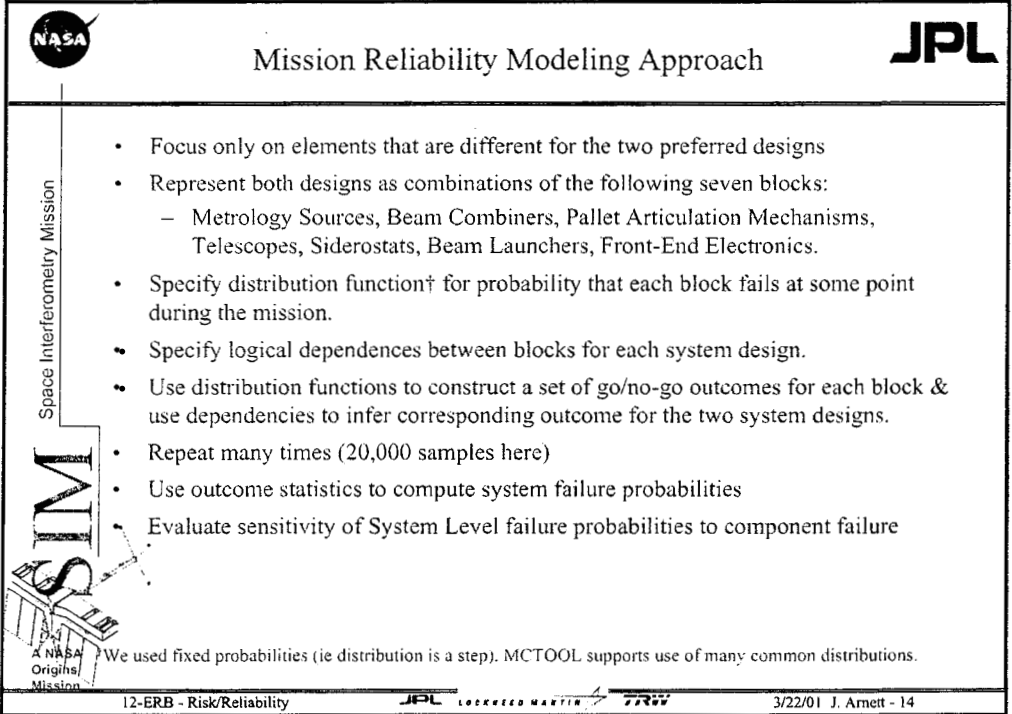 NASA
JPL
Mission Reliability Modeling Approach
Space Interferometry Mission
SIM
• Focus only on elements that are different for the two preferred designs
• Represent both designs as combinations of the following seven blocks:
– Metrology Sources, Beam Combiners, Pallet Articulation Mechanisms,
Telescopes, Siderostats, Beam Launchers, Front-End Electronics.
• Specify distribution function† for probability that each block fails at some point
during the mission.
• Specify logical dependences between blocks for each system design.
• Use distribution functions to construct a set of go/no-go outcomes for each block &
use dependencies to infer corresponding outcome for the two system designs.
• Repeat many times (20,000 samples here)
• Use outcome statistics to compute system failure probabilities
• Evaluate sensitivity of System Level failure probabilities to component failure
A NASA
Origins
Mission
†We used fixed probabilities (ie distribution is a step). MCTOOL supports use of many common distributions.
12-ERB - Risk/Reliability
JPL LOCKHEED MARTIN TRW
3/22/01 J. Arnett - 14